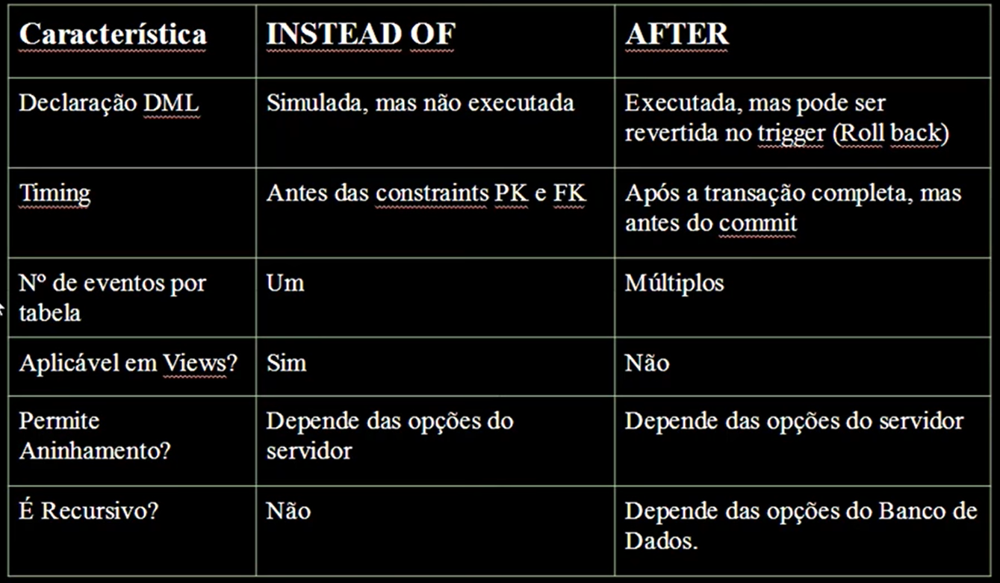 Característica
INSTEAD OF
AFTER
Declaração DML
Simulada, mas não executada
Executada, mas pode ser
revertida no trigger (Roll back)
Timing
Antes das constraints PK e FK
Após a transação completa, mas
antes do commit
Nº de eventos por
tabela
Um
Múltiplos
Aplicável em Views?
Sim
Não
Permite
Aninhamento?
Depende das opções do
servidor
Depende das opções do servidor
É Recursivo?
Não
Depende das opções do Banco de
Dados.